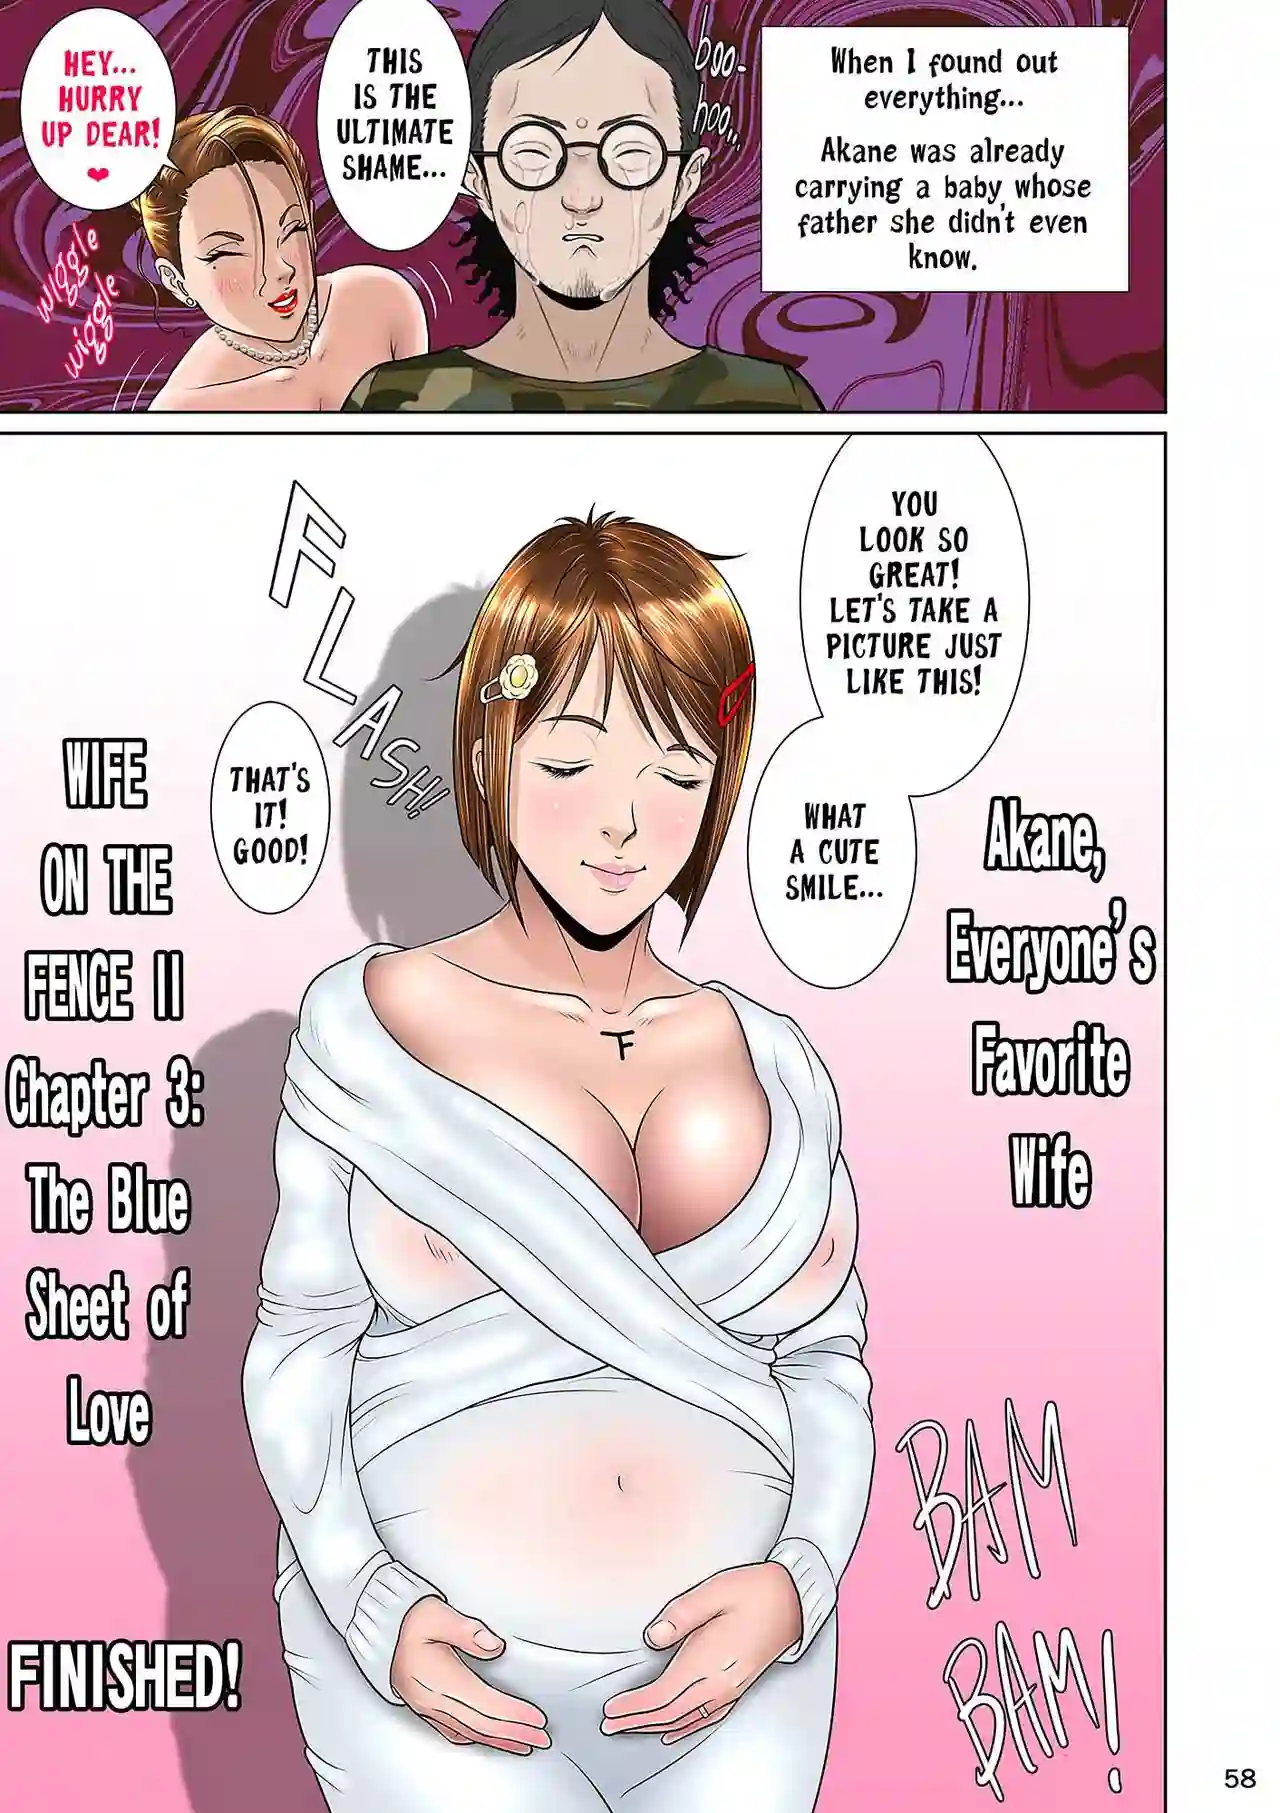 When I found out
everything...
Akane was already
carrying a baby whose
father she didn't even
know.
boo-
hoo..
THIS
IS THE
ULTIMATE
SHAME...
HEY...
HURRY
UP DEAR!
❤
wiggle
wiggle
YOU
LOOK SO
GREAT!
LET'S TAKE A
PICTURE JUST
LIKE THIS!
WHAT
A CUTE
SMILE...
FLASH!
THAT'S
IT!
GOOD!
Akane,
Everyone's
Favorite
Wife
WIFE
ON THE
FENCE II
Chapter 3:
The Blue
Sheet of
Love
BAM
BAM!
FINISHED!
58